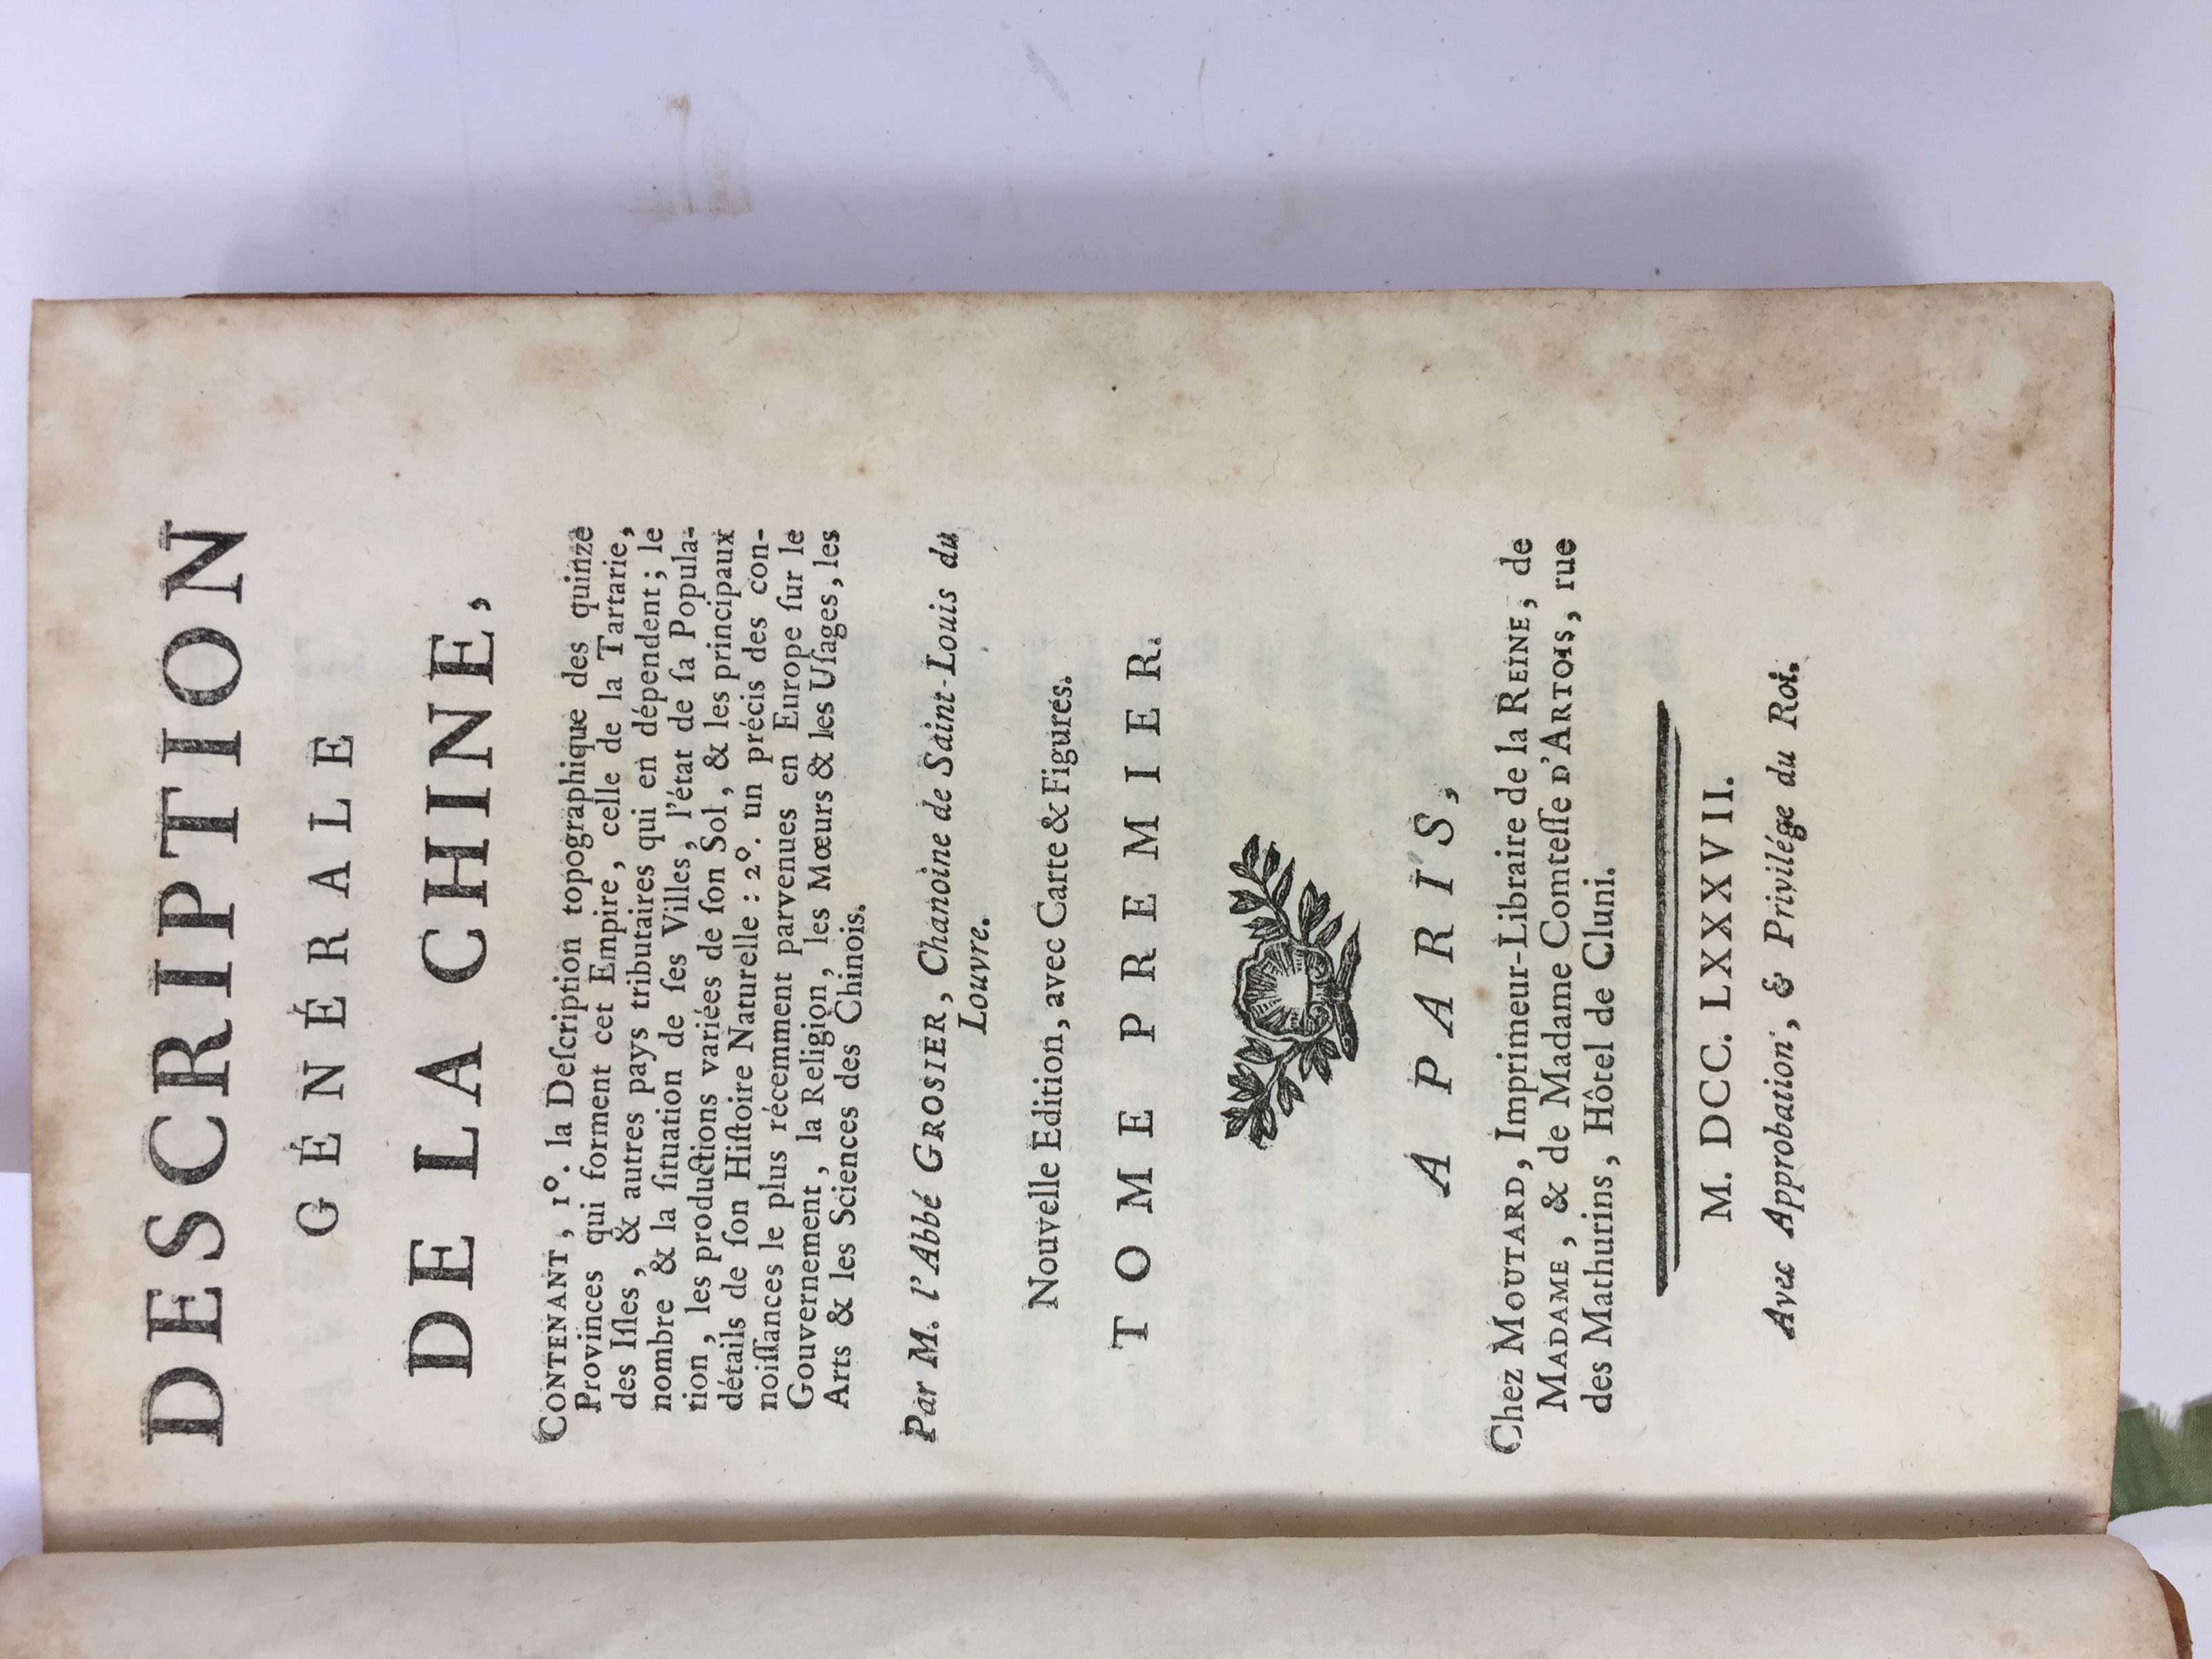 DESCRIPTION
GÉNÉRALE
DE LA CHINE,
CONTENANT, 1°. la Deſcription topographique des quinze
Provinces qui forment cet Empire, celle de la Tartarie,
des Iſles, & autres pays tributaires qui en dépendent; le
nombre & la ſituation de ſes Villes, l'état de ſa Popula-
tion, les productions variées de ſon Sol, & les principaux
détails de ſon Hiſtoire Naturelle : 2°. un précis des con-
noiſſances le plus récemment parvenues en Europe ſur le
Gouvernement, la Religion, les Mœurs & les Uſages, les
Arts & les Sciences des Chinois.
Par M. l'Abbé GROSIER, Chanoine de Saint-Louis du
Louvre.
Nouvelle Edition, avec Carte & Figures.
TOME PREMIER.
A PARIS,
Chez MOUTARD, Imprimeur-Libraire de la REINE, de
MADAME, & de Madame Comteſſe D'ARTOIS, rue
des Mathurins, Hôtel de Cluni.
M. DCC. LXXXVII.
Avec Approbation, & Privilége du Roi.